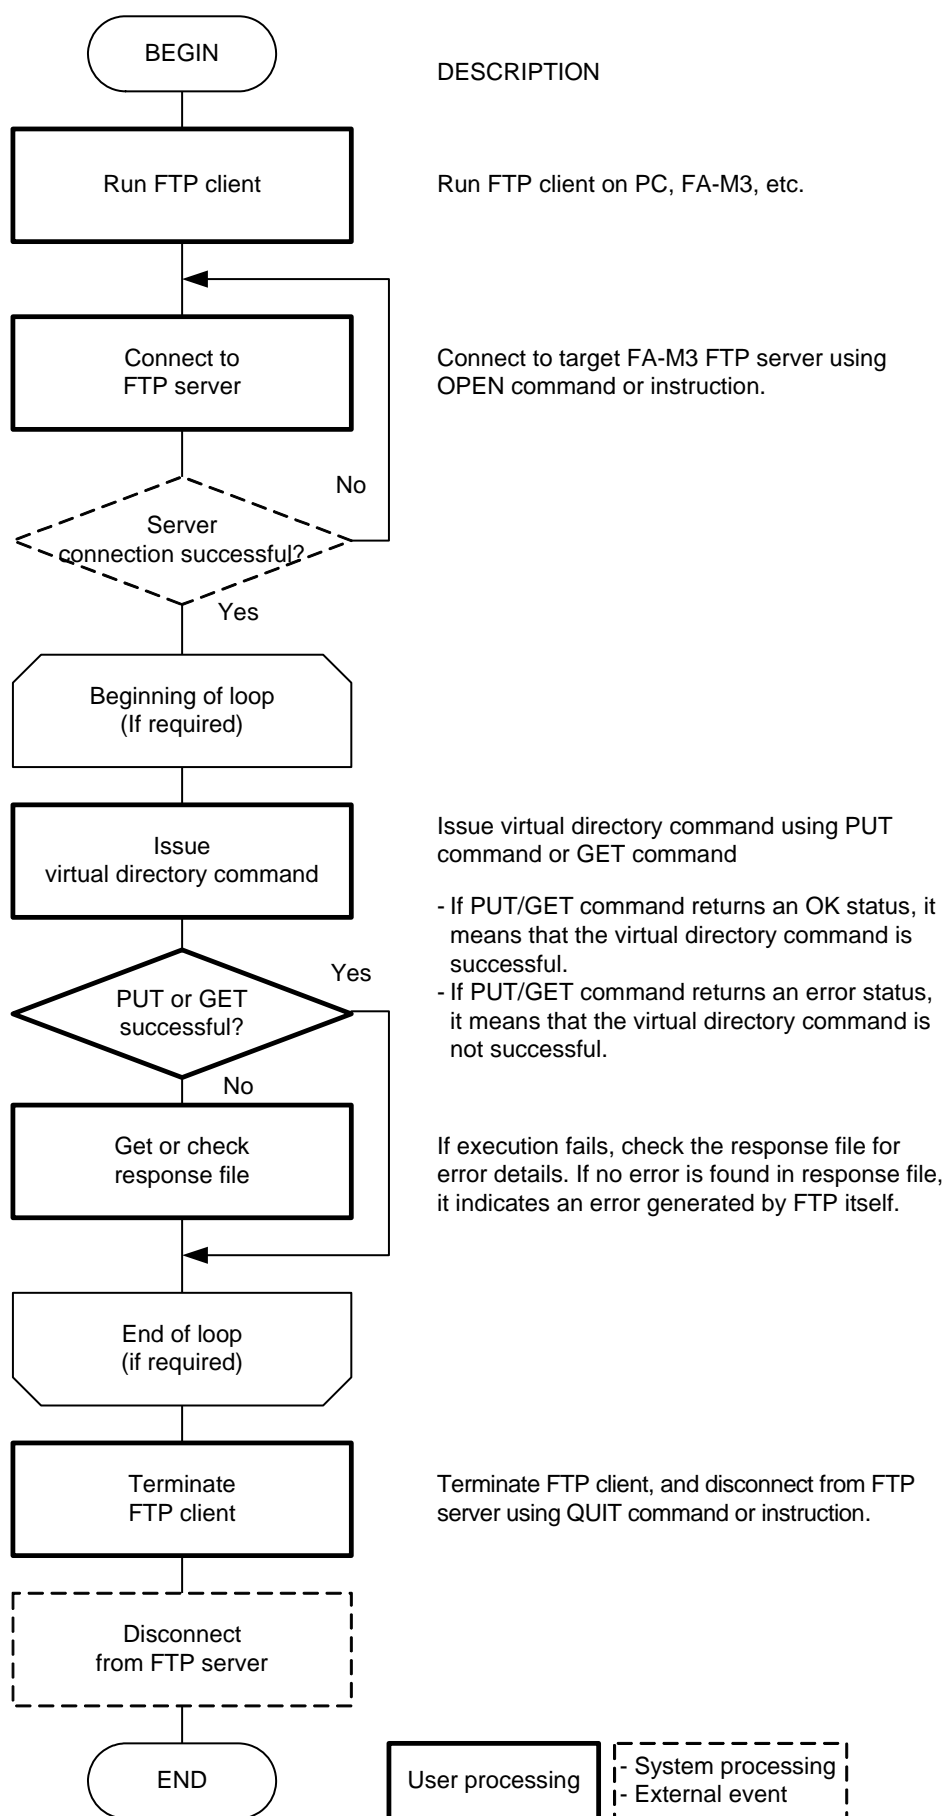 BEGIN
DESCRIPTION
Run FTP client
Run FTP client on PC, FA-M3, etc.
Connect to
FTP server
Connect to target FA-M3 FTP server using
OPEN command or instruction.
No
Server
connection successful?
Yes
Beginning of loop
(If required)
Issue
virtual directory command
Issue virtual directory command using PUT
command or GET command
- If PUT/GET command returns an OK status, it
means that the virtual directory command is
successful.
- If PUT/GET command returns an error status,
it means that the virtual directory command is
not successful.
Yes
PUT or GET
successful?
No
Get or check
response file
If execution fails, check the response file for
error details. If no error is found in response file,
it indicates an error generated by FTP itself.
End of loop
(if required)
Terminate
FTP client
Terminate FTP client, and disconnect from FTP
server using QUIT command or instruction.
Disconnect
from FTP server
END
User processing
- System processing
- External event